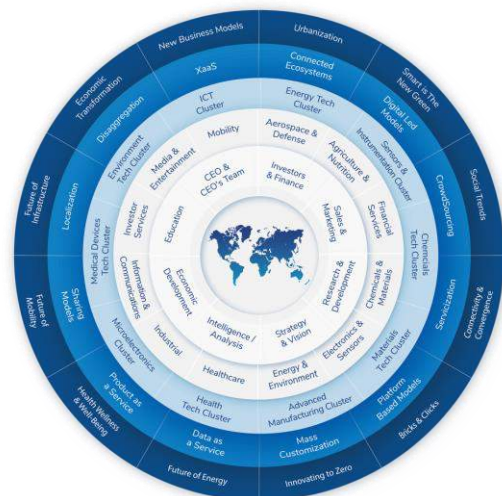 New Business Models
Urbanization
Smart is The
New Green
Social Trends
Connectivity &
Convergence
Bricks & Clicks
Innovating to Zero
Future of Energy
Health Wellness
& Well-Being
Future of
Mobility
Future of
Infrastructure
Economic
Transformation
XaaS
Connected
Ecosystems
Digital Led
Models
CrowdSourcing
Servicization
Platform
Based Models
Mass
Customization
Data as
a Service
Product as
a Service
Sharing
Models
Localization
Disaggregation
ICT
Cluster
Energy Tech
Cluster
Sensors &
Instrumentation Cluster
Chemcials
Tech Cluster
Materials
Tech Cluster
Advanced
Manufacturing Cluster
Health
Tech Cluster
Microelectronics
Cluster
Medical Devices
Tech Cluster
Environment
Tech Cluster
Mobility
Aerospace &
Defense
Agriculture &
Nutrition
Financial
Services
Chemicals &
Materials
Electronics &
Sensors
Energy &
Environment
Healthcare
Industrial
Information &
Communications
Investor
Services
Media &
Entertainment
CEO &
CEO's Team
Investors
& Finance
Sales &
Marketing
Research &
Development
Strategy
& Vision
Intelligence /
Analysis
Economic
Development
Education